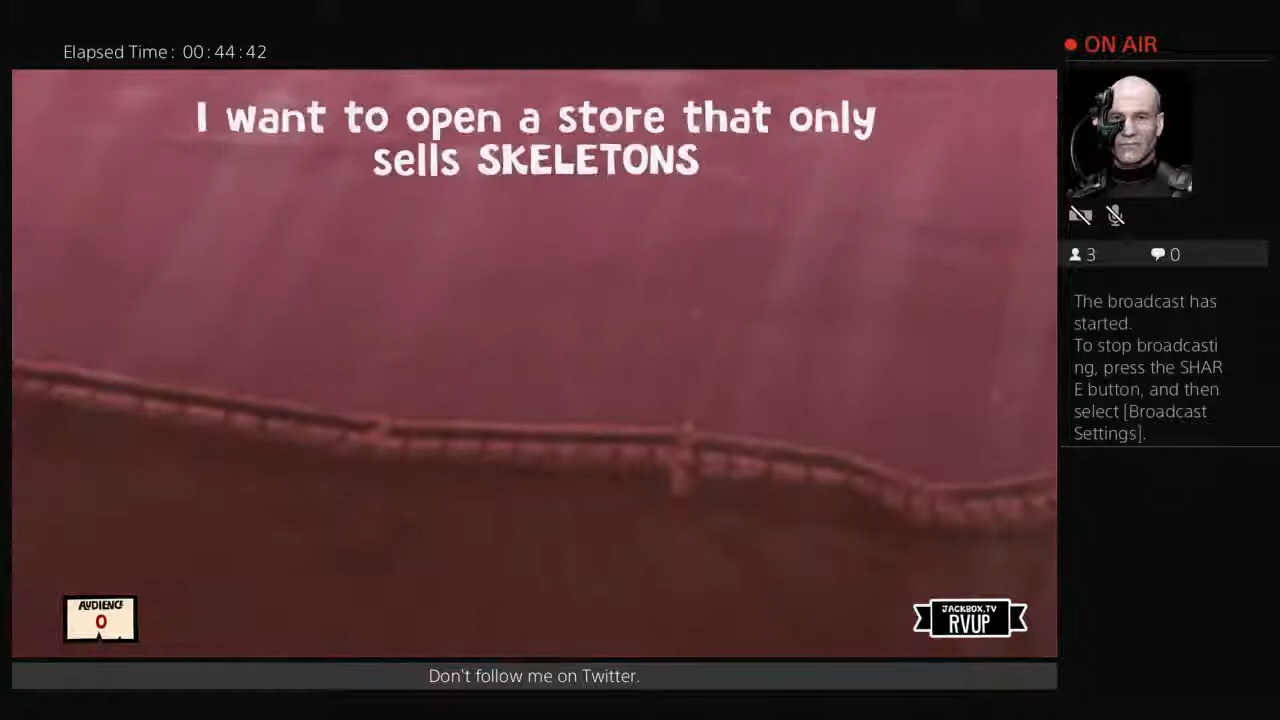 Elapsed Time: 00:44:42
ON AIR
I want to open a store that only
sells SKELETONS
3
0
The broadcast has
started.
To stop broadcasti
ng, press the SHAR
E button, and then
select [Broadcast
Settings].
AUDIENCE
0
JACKBOX.TV
RVUP
Don't follow me on Twitter.